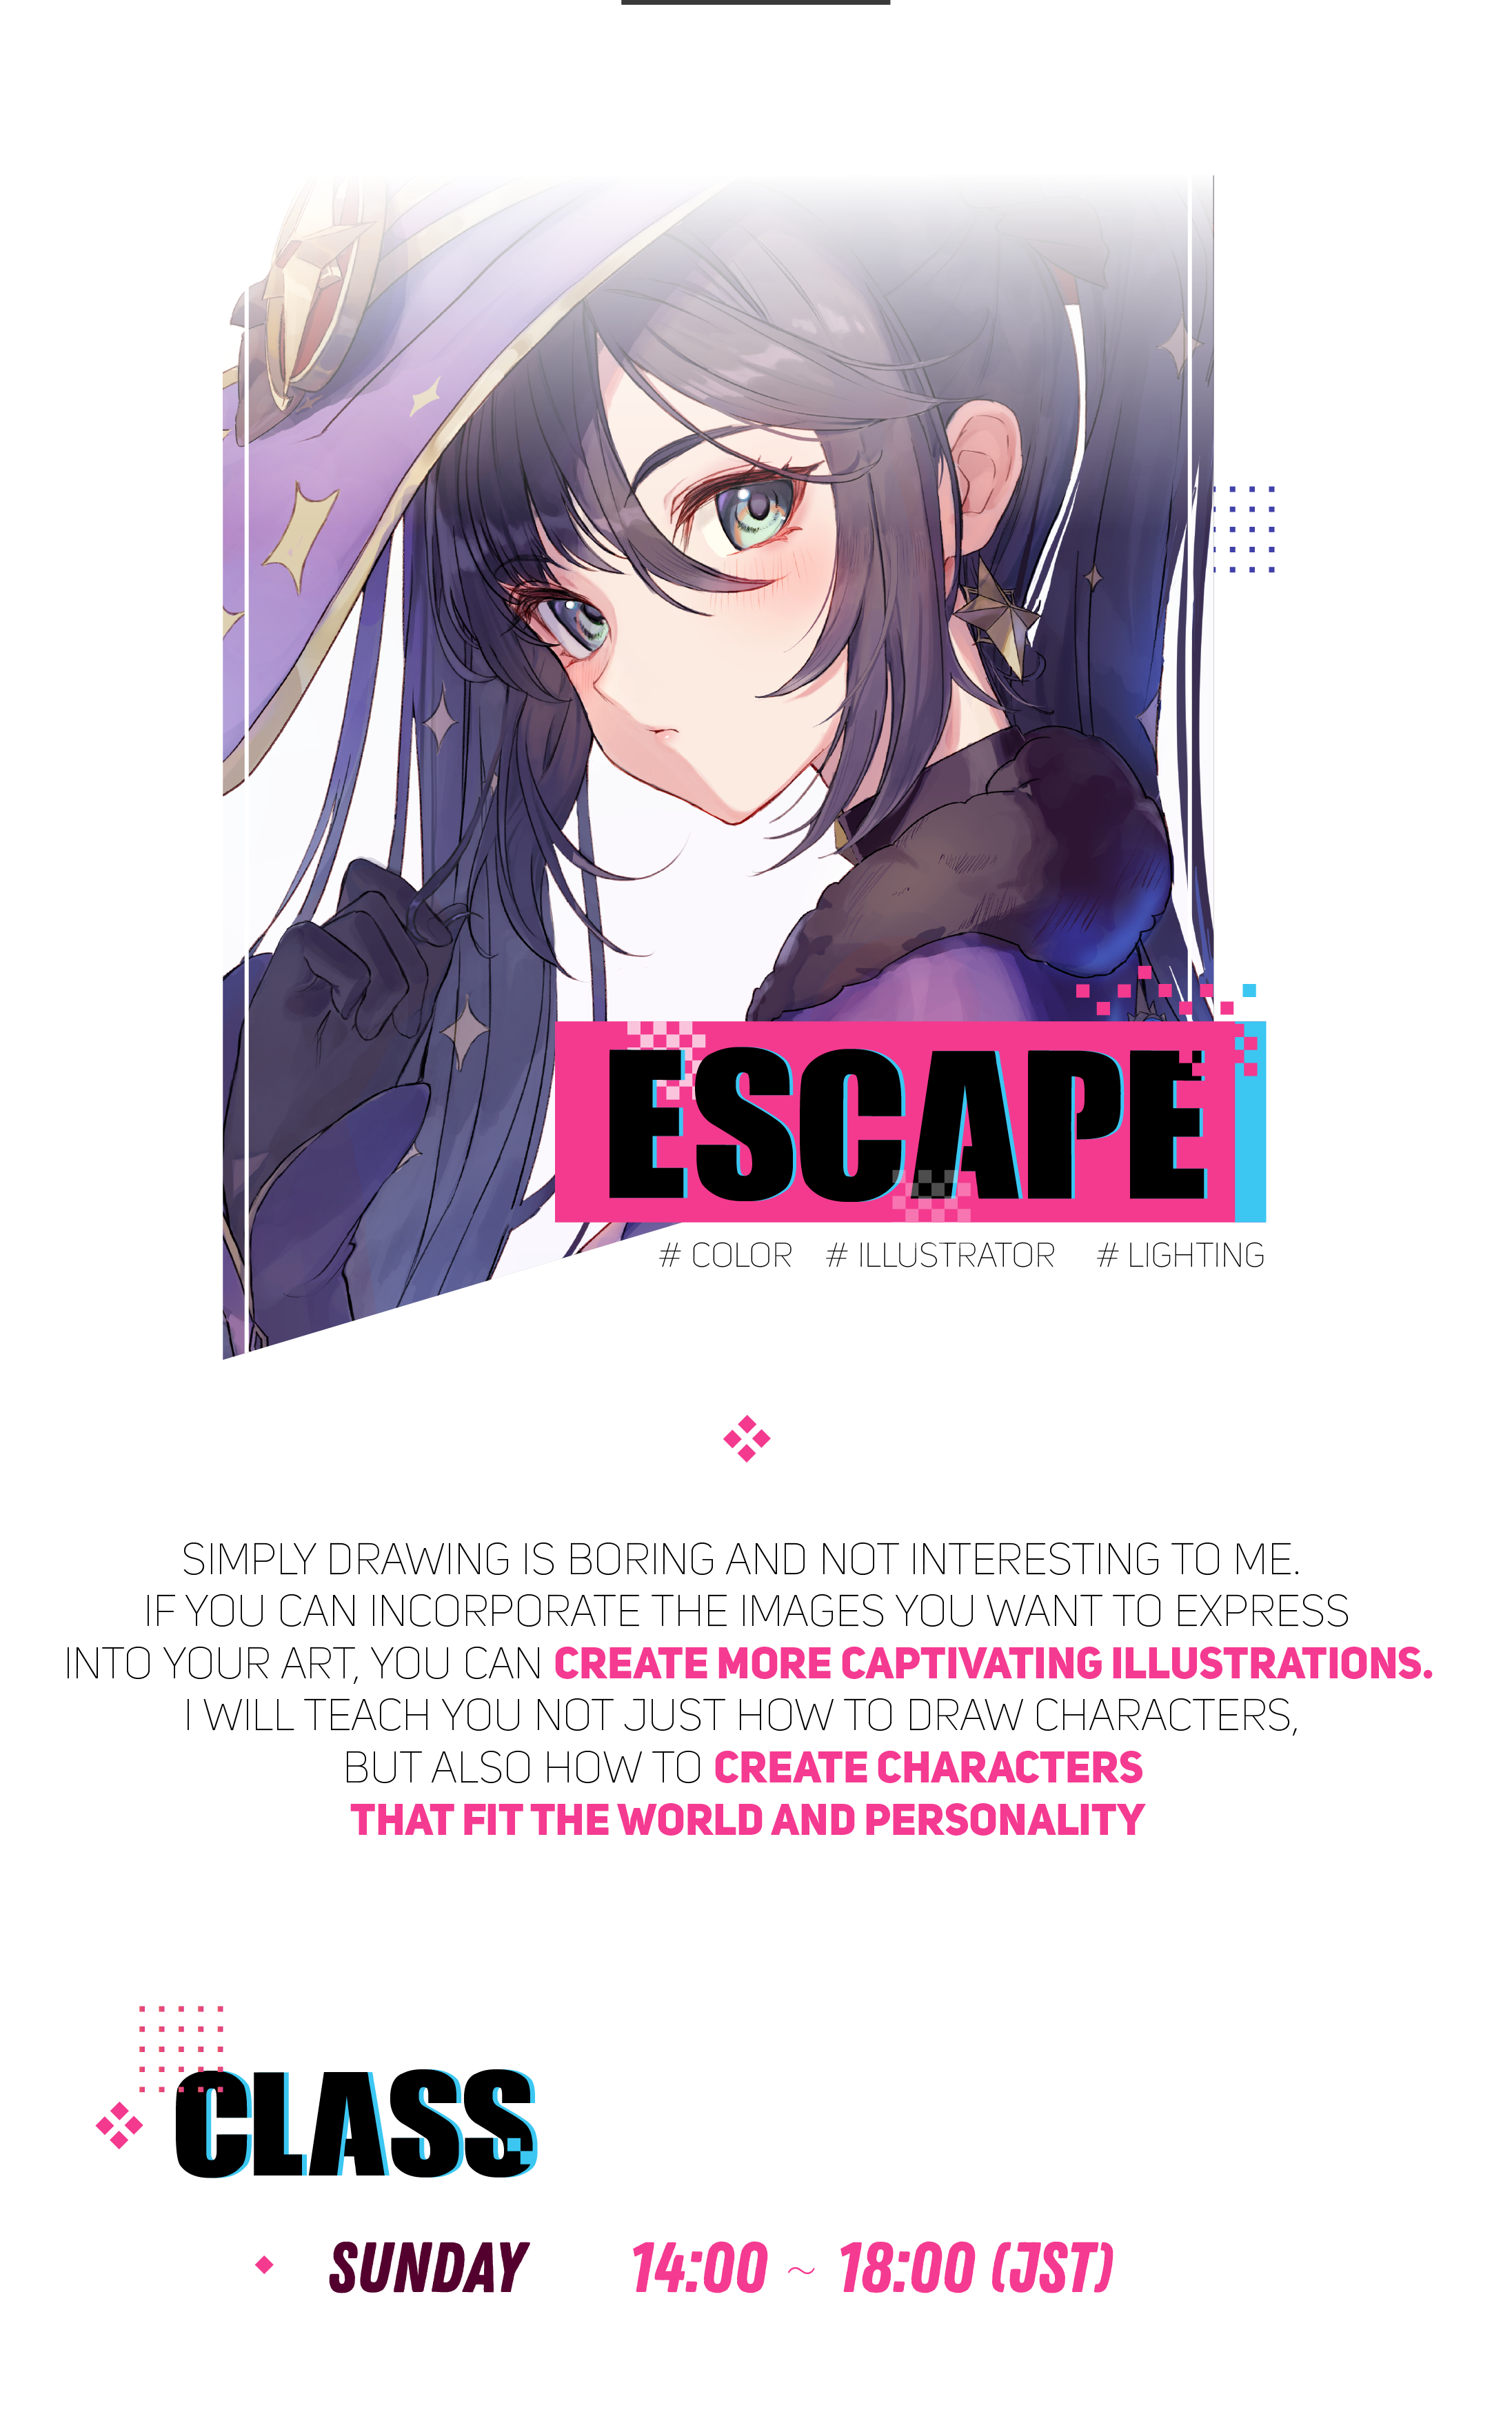 ESCAPE
# COLOR # ILLUSTRATOR # LIGHTING
SIMPLY DRAWING IS BORING AND NOT INTERESTING TO ME.
IF YOU CAN INCORPORATE THE IMAGES YOU WANT TO EXPRESS
INTO YOUR ART, YOU CAN CREATE MORE CAPTIVATING ILLUSTRATIONS.
I WILL TEACH YOU NOT JUST HOW TO DRAW CHARACTERS,
BUT ALSO HOW TO CREATE CHARACTERS
THAT FIT THE WORLD AND PERSONALITY
CLASS
SUNDAY 14:00 ~ 18:00 (JST)